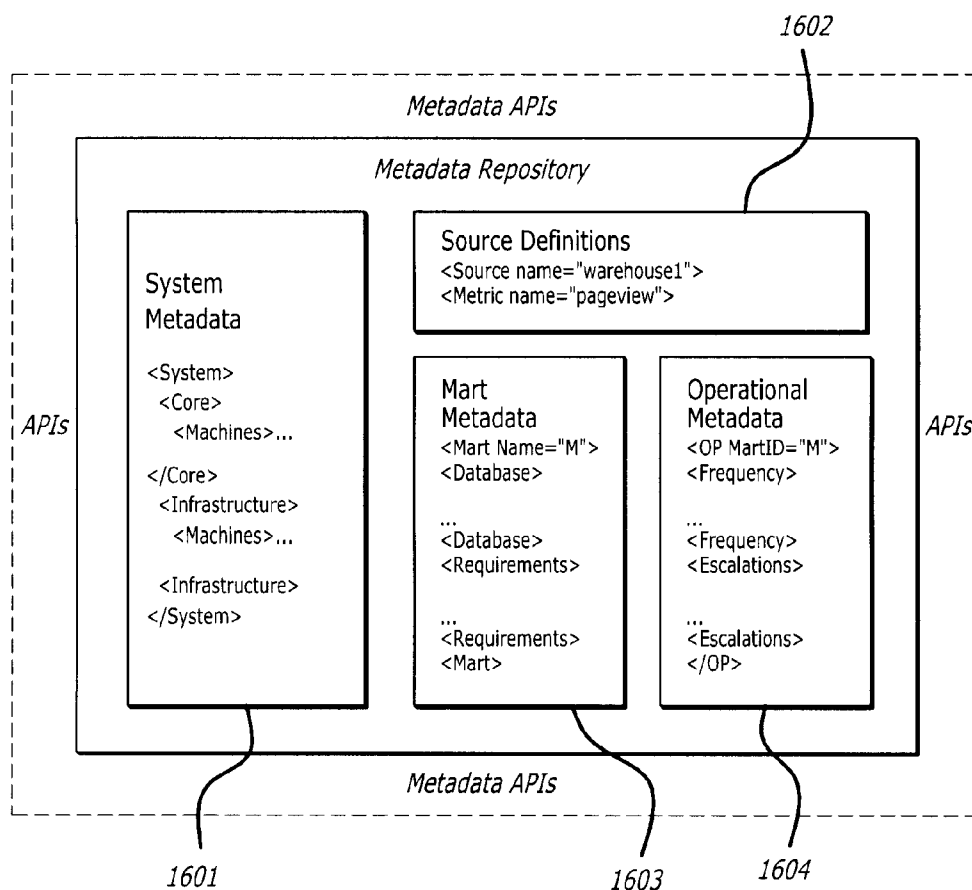 1602
Metadata APIs
Metadata Repository
System
Metadata
<System>
<Core>
<Machines>...
</Core>
<Infrastructure>
<Machines>...
<Infrastructure>
</System>
Source Definitions
<Source name="warehouse1">
<Metric name="pageview">
Mart
Metadata
<Mart Name="M">
<Database>
...
<Database>
<Requirements>
...
<Requirements>
<Mart>
Operational
Metadata
<OP MartID="M">
<Frequency>
...
<Frequency>
<Escalations>
...
<Escalations>
</OP>
APIs
APIs
Metadata APIs
1601
1603
1604